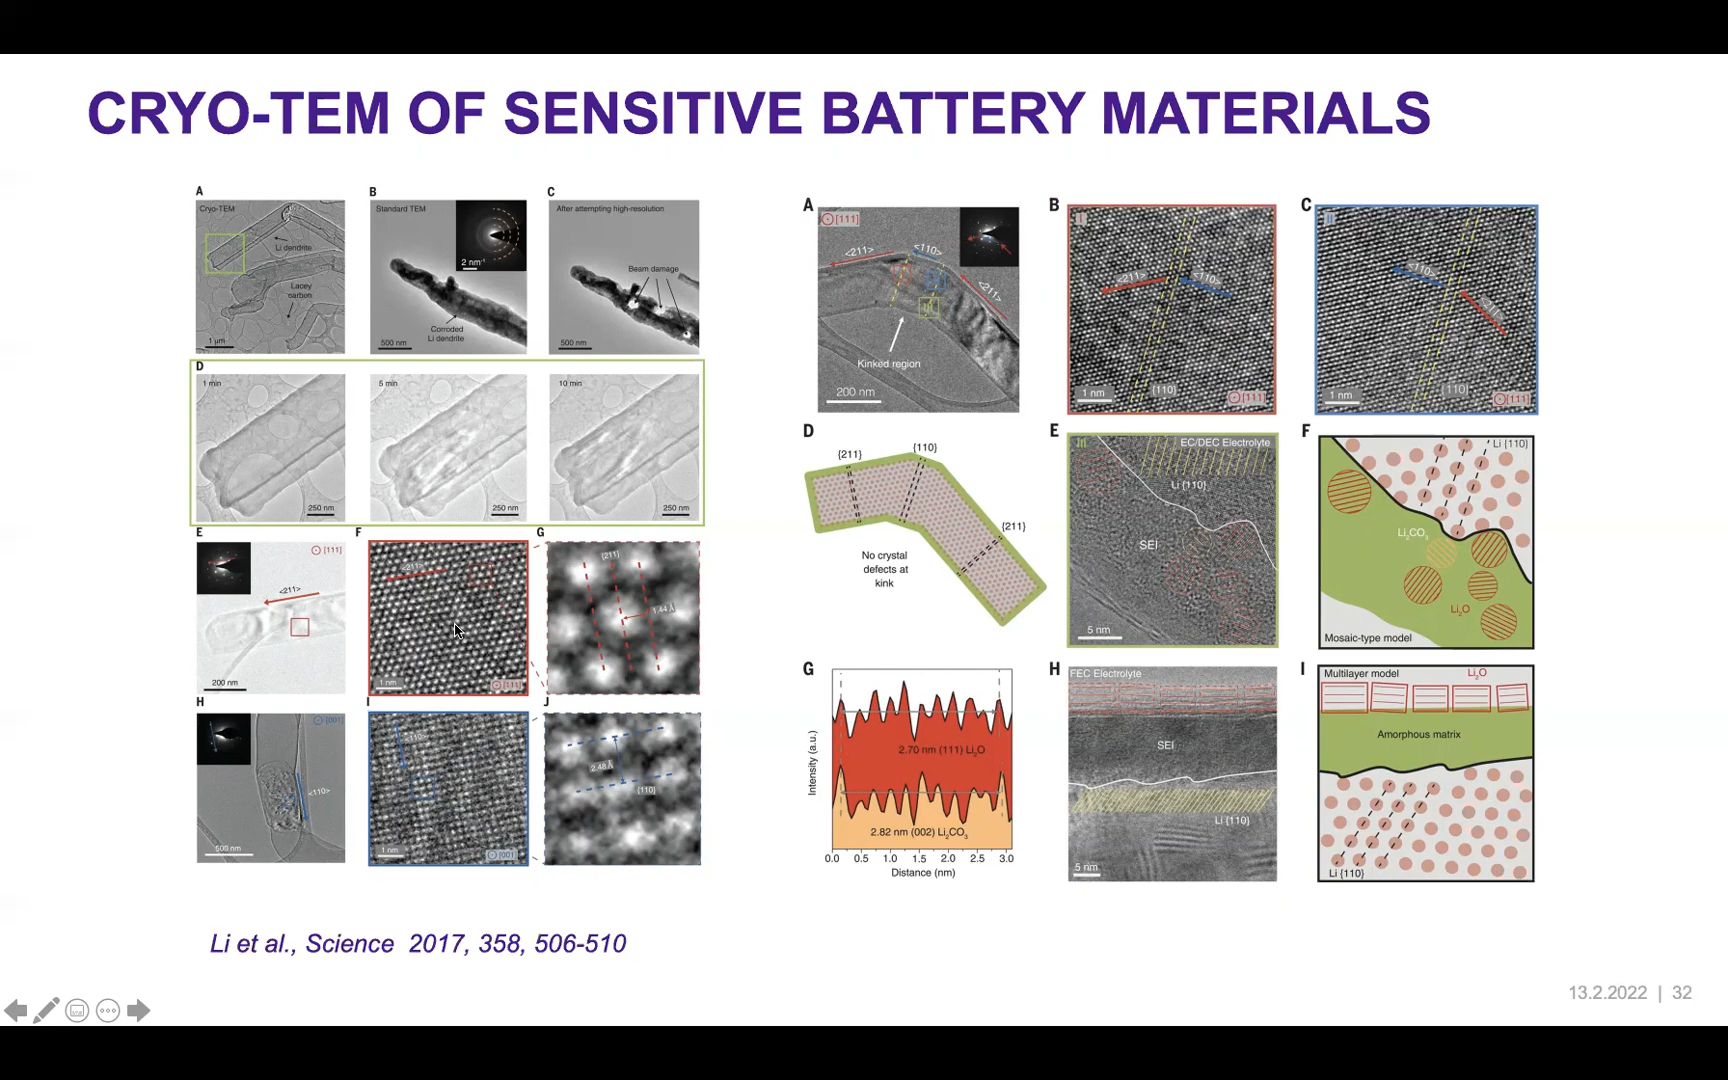 CRYO-TEM OF SENSITIVE BATTERY MATERIALS
A
Cryo-TEM
Li dendrite
Lacey
carbon
1 µm
B
Standard TEM
2 nm⁻¹
Corroded
Li dendrite
500 nm
C
After attempting high-resolution
Beam damage
500 nm
D
1 min
250 nm
5 min
250 nm
10 min
250 nm
E
[111]
<211>
200 nm
F
<211>
1 nm
[111]
G
{211}
1.44 Å
H
[001]
<110>
500 nm
I
<110>
1 nm
[001]
J
2.48 Å
{110}
A
[111]
<211>
<110>
<211>
I
II
III
Kinked region
200 nm
B
I
<211>
<110>
1 nm
{110}
[111]
C
II
<110>
<211>
1 nm
{110}
[111]
D
{211}
{110}
{211}
No crystal
defects at
kink
E
III
EC/DEC Electrolyte
Li {110}
SEI
5 nm
F
Li {110}
Li₂CO₃
Li₂O
Mosaic-type model
G
Intensity (a.u.)
2.70 nm (111) Li₂O
2.82 nm (002) Li₂CO₃
0.0 0.5 1.0 1.5 2.0 2.5 3.0
Distance (nm)
H
FEC Electrolyte
SEI
Li {110}
5 nm
I
Multilayer model
Li₂O
Amorphous matrix
Li {110}
Li et al., Science 2017, 358, 506-510
13.2.2022 | 32